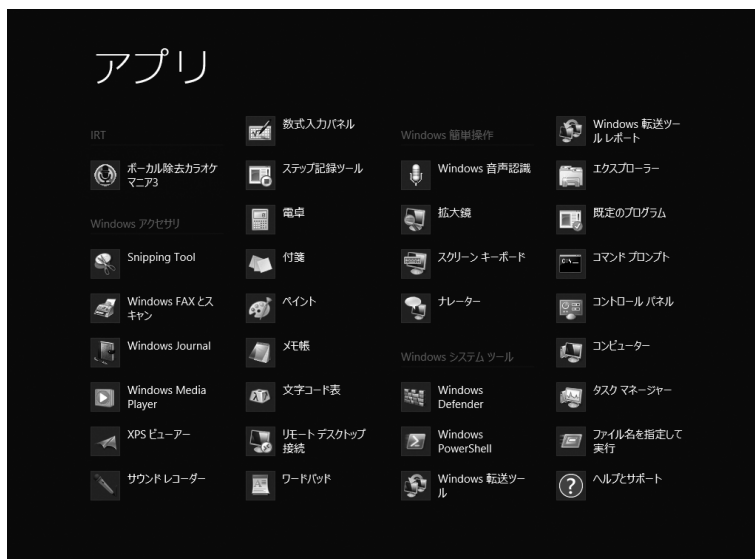 アプリ
IRT
ボーカル除去カラオケ
マニア3
Windows アクセサリ
Snipping Tool
Windows FAX とス
キャン
Windows Journal
Windows Media
Player
XPS ビューアー
サウンド レコーダー
数式入力パネル
ステップ記録ツール
電卓
付箋
ペイント
メモ帳
文字コード表
リモート デスクトップ
接続
ワードパッド
Windows 簡単操作
Windows 音声認識
拡大鏡
スクリーン キーボード
ナレーター
Windows システム ツール
Windows
Defender
Windows
PowerShell
Windows 転送ツー
ル
Windows 転送ツー
ル レポート
エクスプローラー
既定のプログラム
コマンド プロンプト
コントロール パネル
コンピューター
タスク マネージャー
ファイル名を指定して
実行
ヘルプとサポート